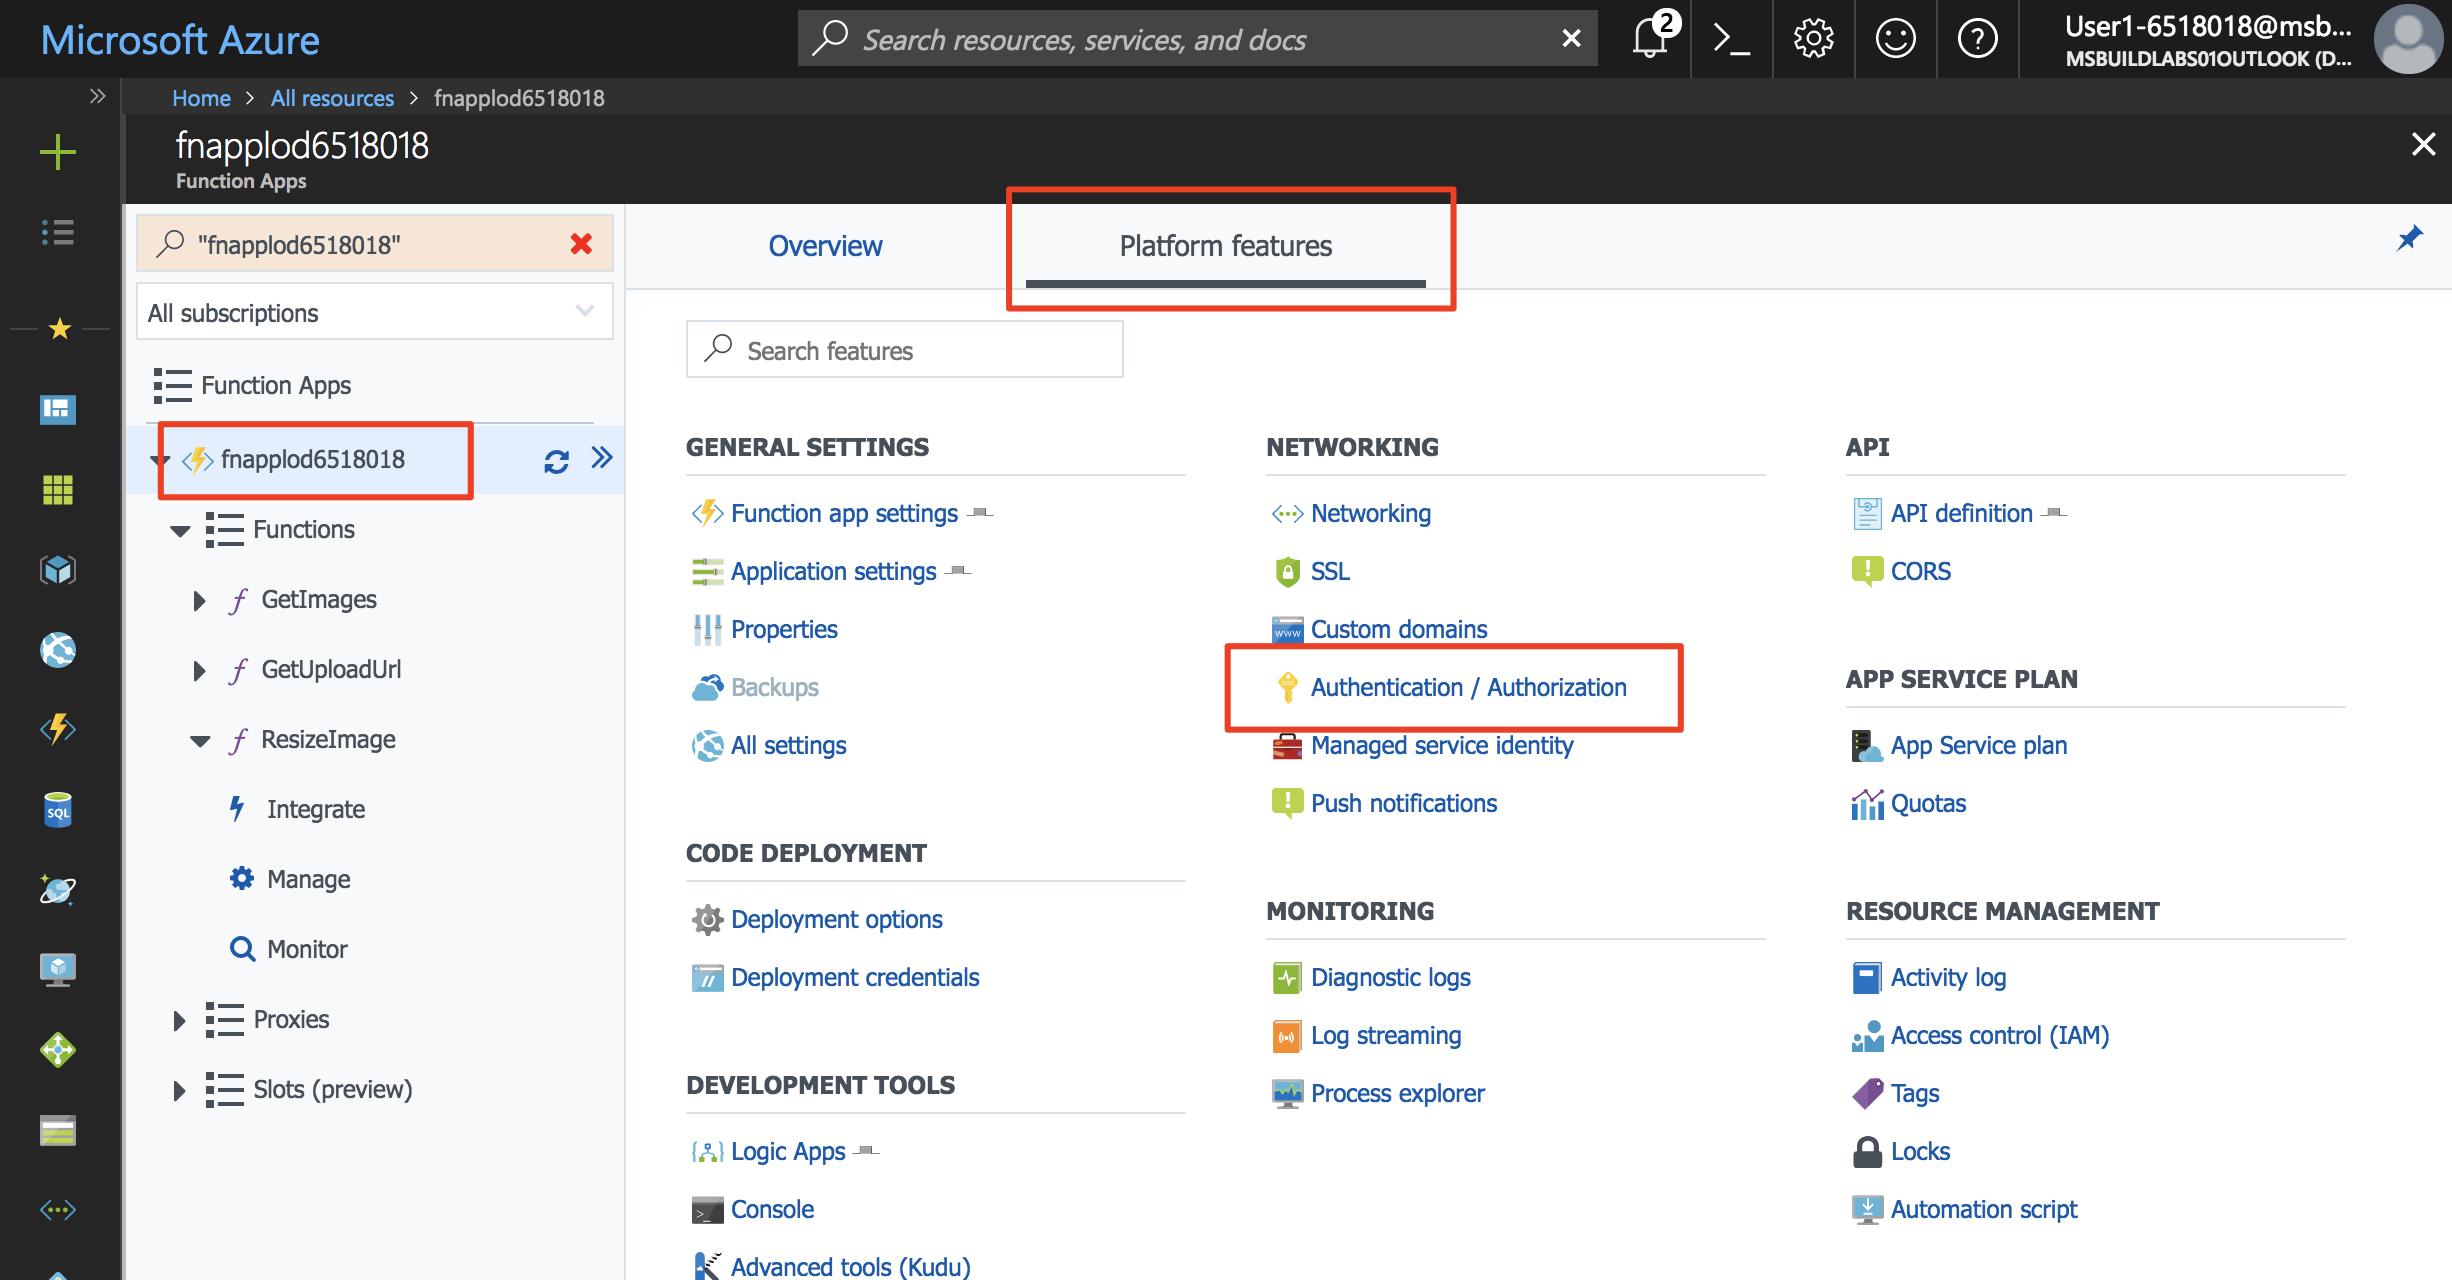 Microsoft Azure
Search resources, services, and docs
2
User1-6518018@msb...
MSBUILDLABS01OUTLOOK (D...
Home > All resources > fnapplod6518018
fnapplod6518018
Function Apps
"fnapplod6518018"
All subscriptions
Function Apps
fnapplod6518018
Functions
GetImages
GetUploadUrl
ResizeImage
Integrate
Manage
Monitor
Proxies
Slots (preview)
SQL
Overview
Platform features
Search features
GENERAL SETTINGS
Function app settings
Application settings
Properties
Backups
All settings
CODE DEPLOYMENT
Deployment options
Deployment credentials
DEVELOPMENT TOOLS
Logic Apps
Console
Advanced tools (Kudu)
NETWORKING
Networking
SSL
www
Custom domains
Authentication / Authorization
Managed service identity
Push notifications
MONITORING
Diagnostic logs
Log streaming
Process explorer
API
API definition
CORS
APP SERVICE PLAN
App Service plan
Quotas
RESOURCE MANAGEMENT
Activity log
Access control (IAM)
Tags
Locks
Automation script